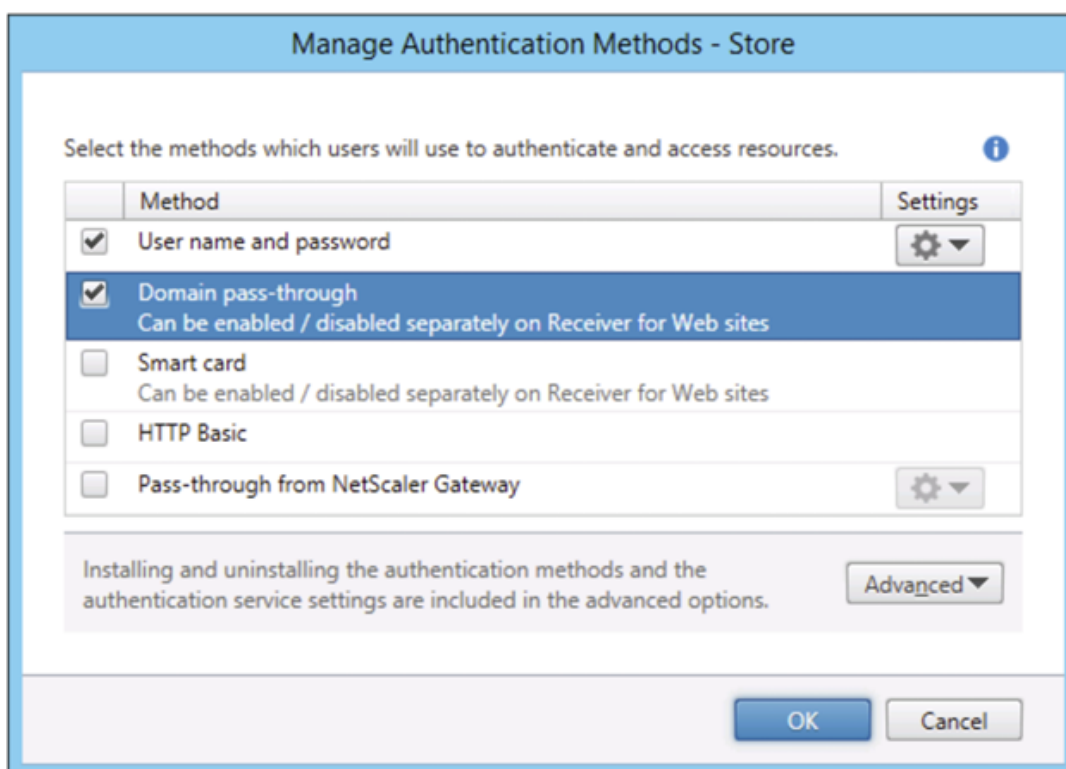 Manage Authentication Methods - Store
Select the methods which users will use to authenticate and access resources.
Method Settings
User name and password
Domain pass-through
Can be enabled / disabled separately on Receiver for Web sites
Smart card
Can be enabled / disabled separately on Receiver for Web sites
HTTP Basic
Pass-through from NetScaler Gateway
Installing and uninstalling the authentication methods and the
authentication service settings are included in the advanced options.
Advanced
OK Cancel